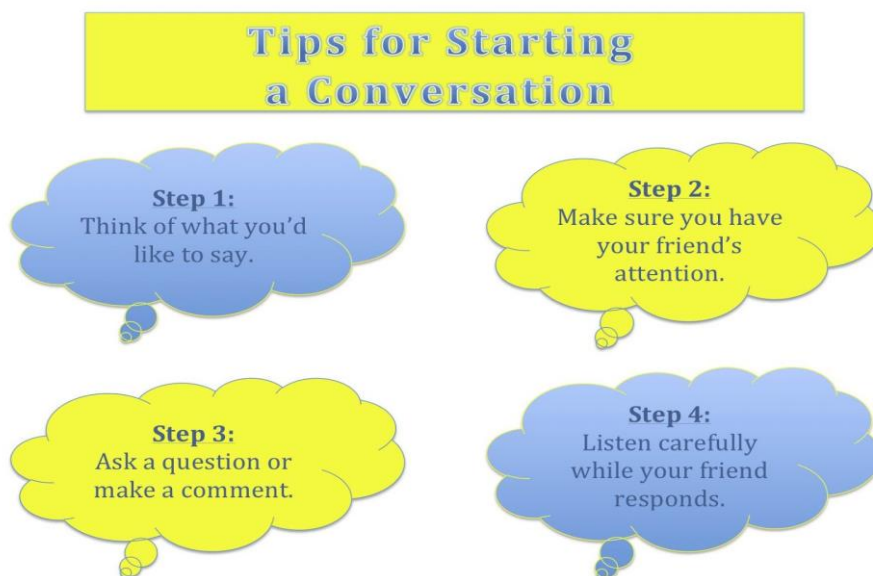 Tips for Starting
a Conversation
Step 1:
Think of what you'd
like to say.
Step 2:
Make sure you have
your friend's
attention.
Step 3:
Ask a question or
make a comment.
Step 4:
Listen carefully
while your friend
responds.